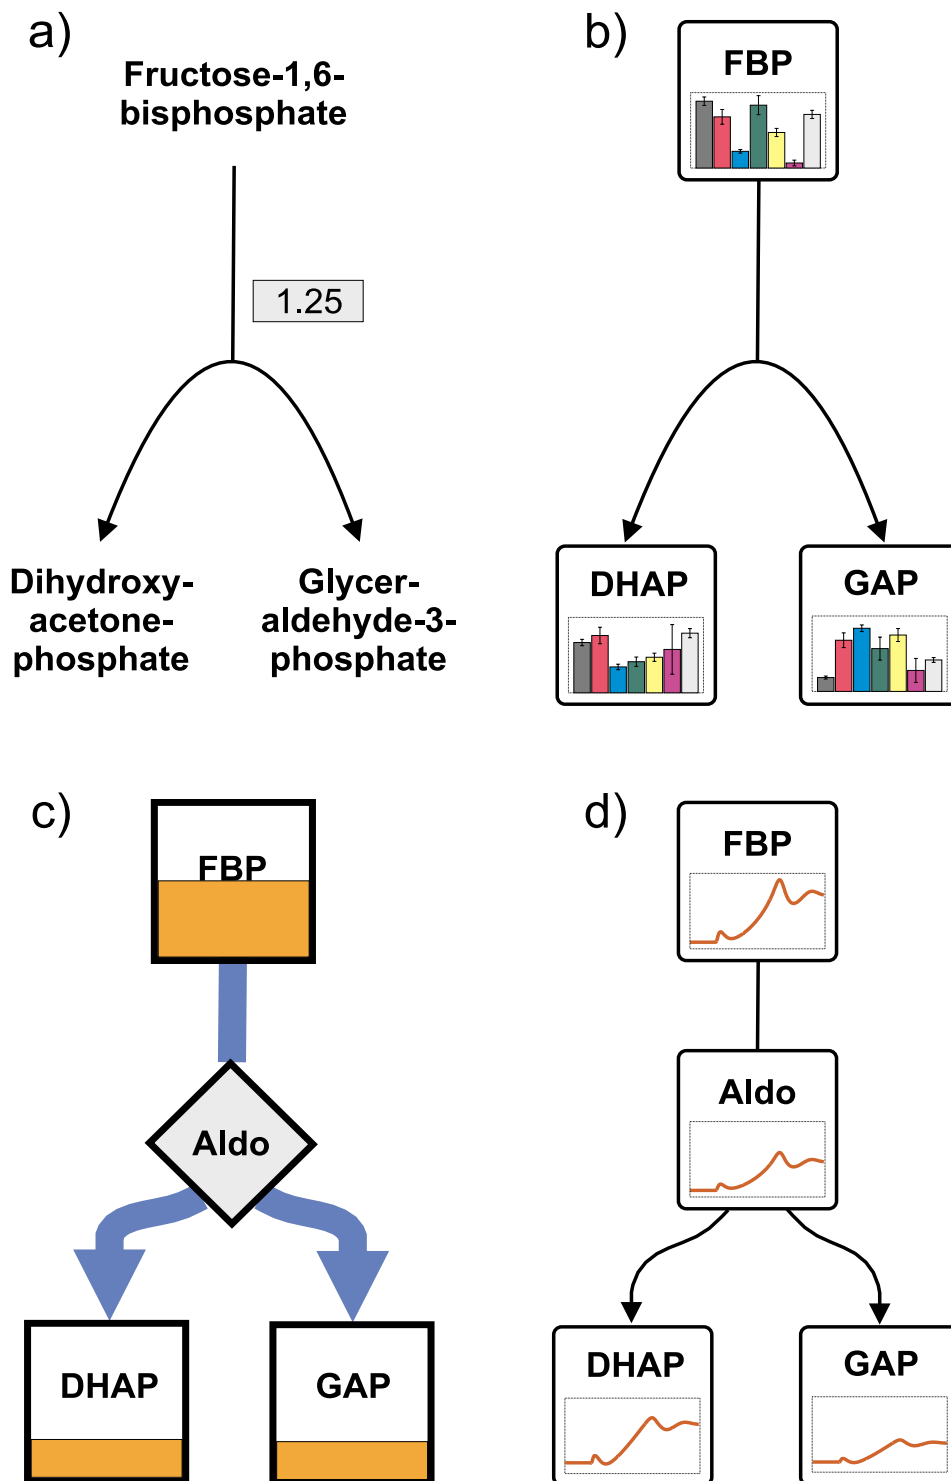 a)
Fructose-1,6-
bisphosphate
1.25
Dihydroxy-
acetone-
phosphate
Glycer-
aldehyde-3-
phosphate
b)
FBP
DHAP
GAP
c)
FBP
Aldo
DHAP
GAP
d)
FBP
Aldo
DHAP
GAP